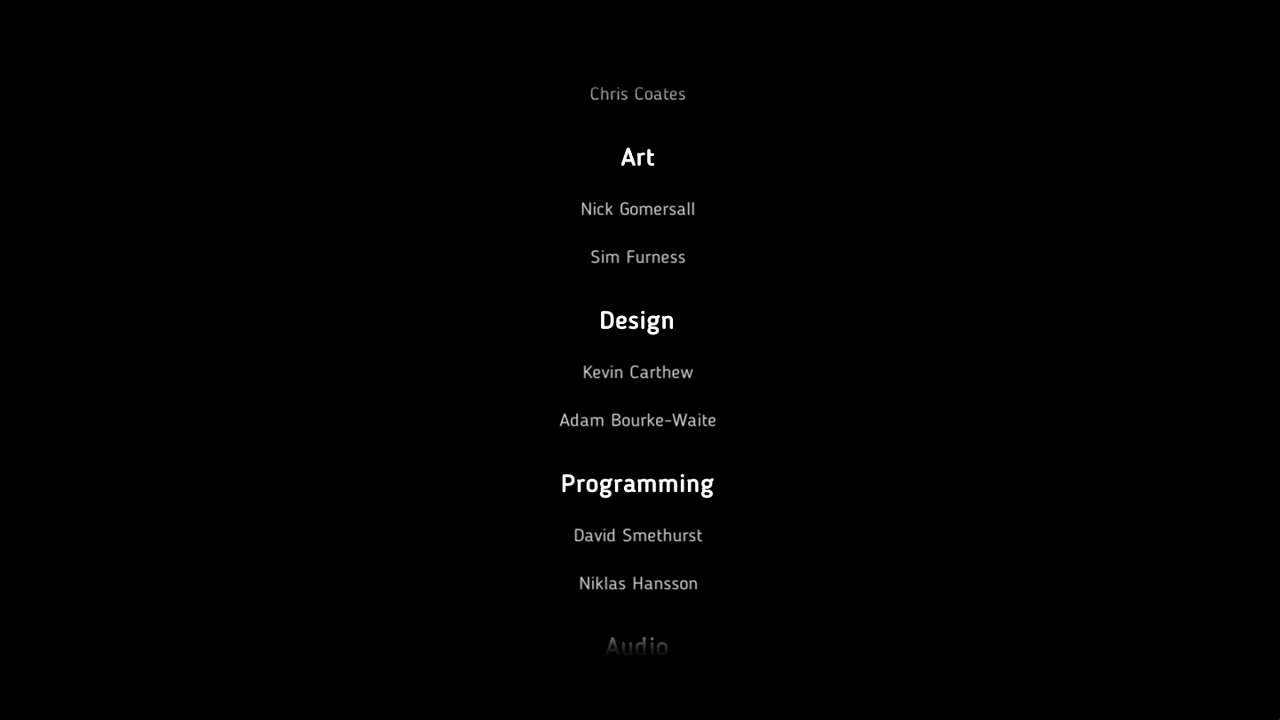 Chris Coates
Art
Nick Gomersall
Sim Furness
Design
Kevin Carthew
Adam Bourke-Waite
Programming
David Smethurst
Niklas Hansson
Audio